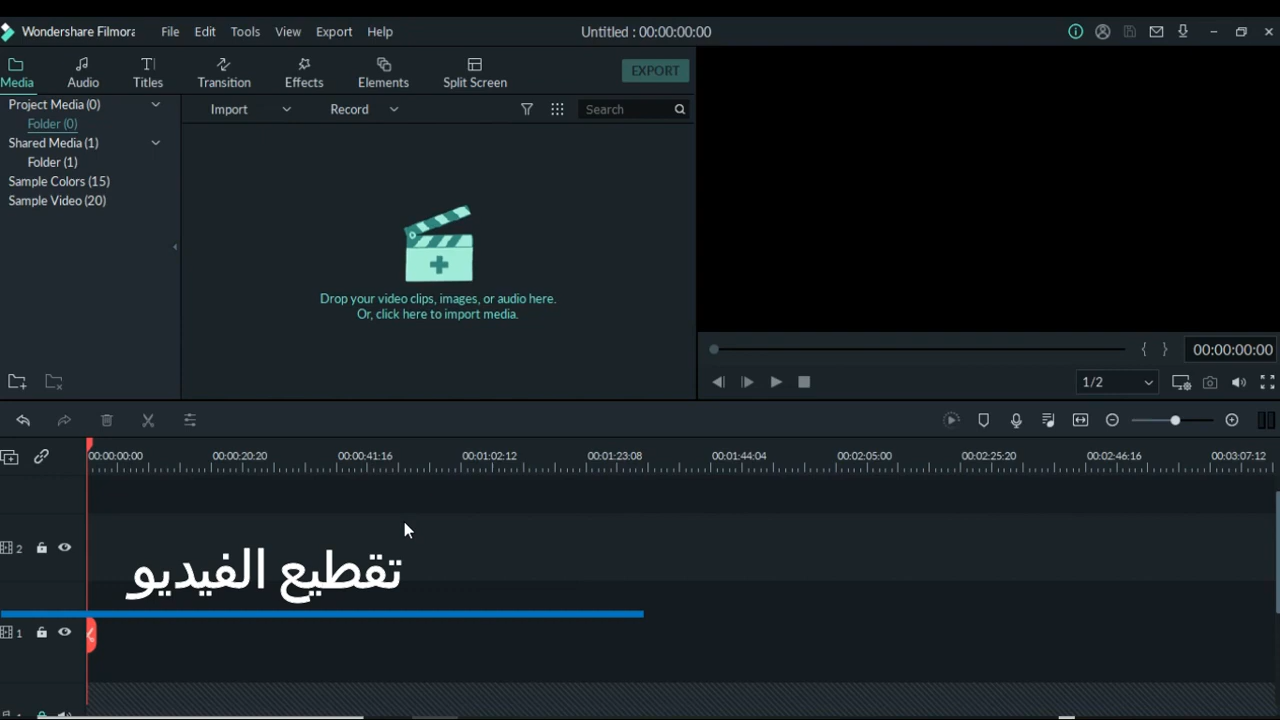 Wondershare Filmora File Edit Tools View Export Help Untitled : 00:00:00:00
Media Audio Titles Transition Effects Elements Split Screen EXPORT
Project Media (0)
Folder (0)
Shared Media (1)
Folder (1)
Sample Colors (15)
Sample Video (20)
Import Record Search
Drop your video clips, images, or audio here.
Or, click here to import media.
00:00:00:00
1/2
00:00:00:00 00:00:20:20 00:00:41:16 00:01:02:12 00:01:23:08 00:01:44:04 00:02:05:00 00:02:25:20 00:02:46:16 00:03:07:12
2
تقطيع الفيديو
1